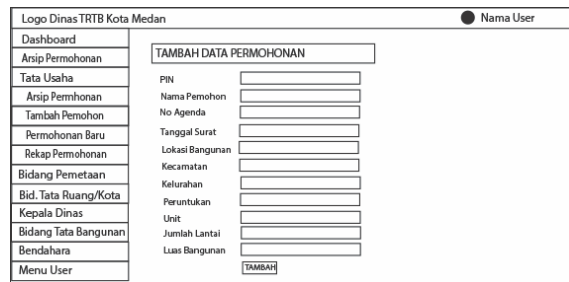 Logo Dinas TRTB Kota Medan
Nama User
Dashboard
Arsip Permohonan
Tata Usaha
Arsip Permhonan
Tambah Pemohon
Permohonan Baru
Rekap Permohonan
Bidang Pemetaan
Bid. Tata Ruang/Kota
Kepala Dinas
Bidang Tata Bangunan
Bendahara
Menu User
TAMBAH DATA PERMOHONAN
PIN
Nama Pemohon
No Agenda
Tanggal Surat
Lokasi Bangunan
Kecamatan
Kelurahan
Peruntukan
Unit
Jumlah Lantai
Luas Bangunan
TAMBAH